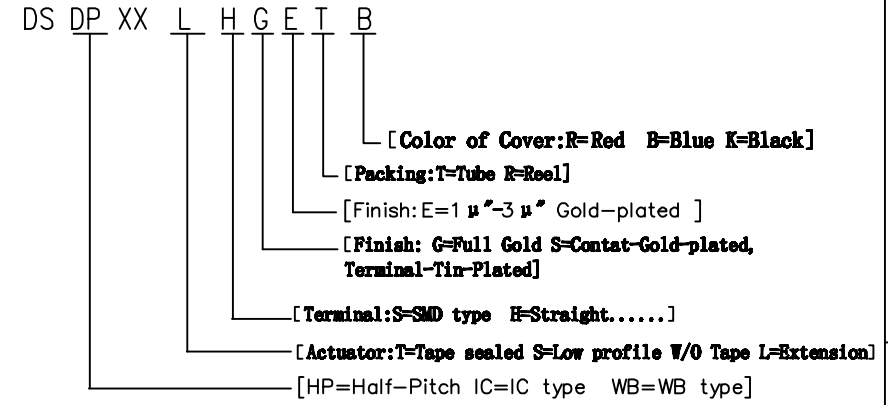 DS DP XX L H G E T B
[Color of Cover:R=Red B=Blue K=Black]
[Packing:T=Tube R=Reel]
[Finish:E=1 μ"-3 μ" Gold-plated ]
[Finish: G=Full Gold S=Contat-Gold-plated,
Terminal-Tin-Plated]
[Terminal:S=SMD type H=Straight......]
[Actuator:T=Tape sealed S=Low profile W/O Tape L=Extension]
[HP=Half-Pitch IC=IC type WB=WB type]